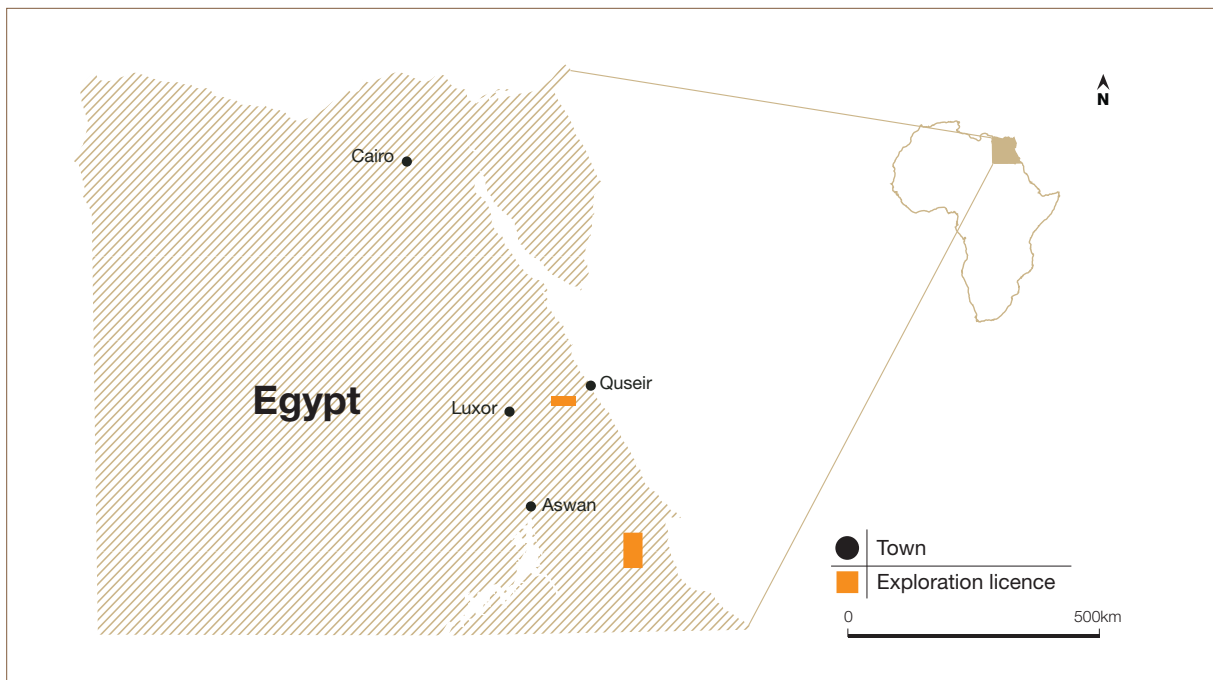 N
Cairo
Egypt
Quseir
Luxor
Aswan
Town
Exploration licence
0 500km